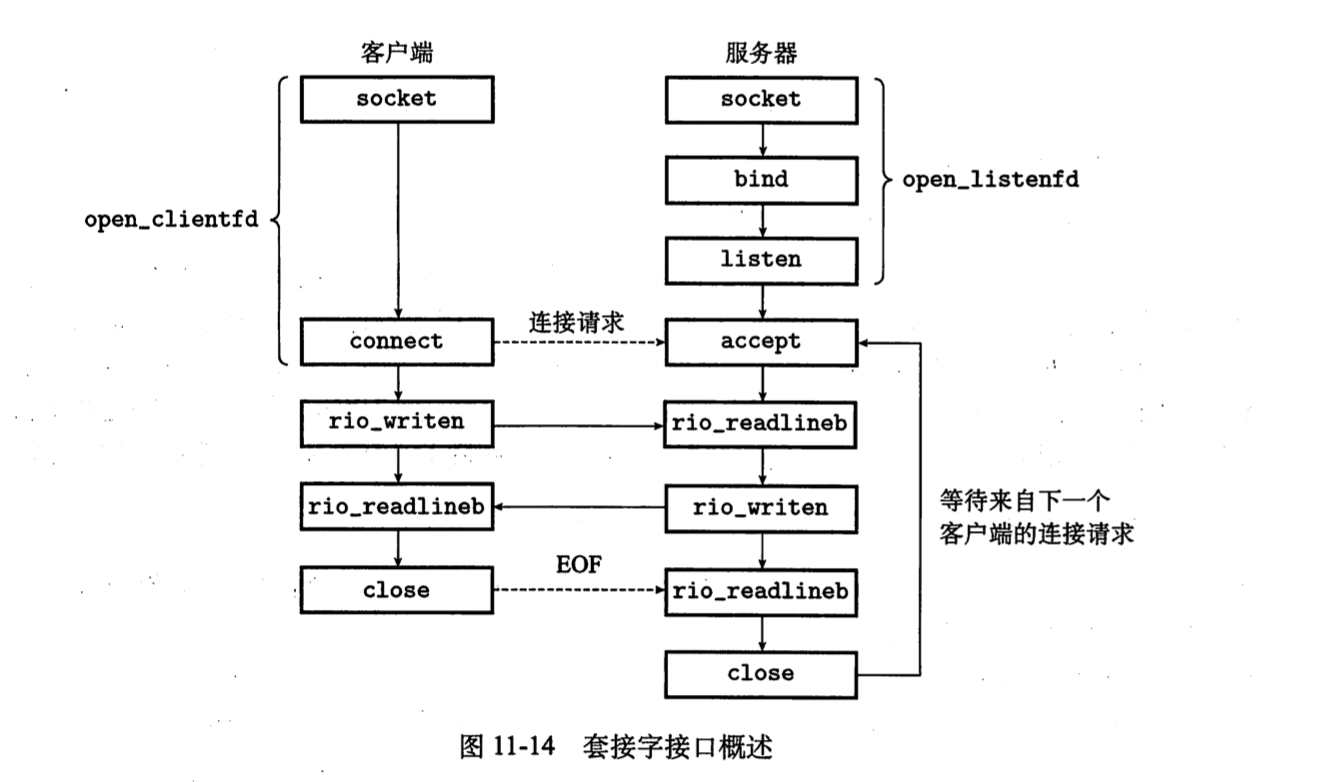 客户端
服务器
socket
socket
bind
open_listenfd
open_clientfd
listen
连接请求
connect
accept
rio_writen
rio_readlineb
rio_readlineb
rio_writen
等待来自下一个
客户端的连接请求
EOF
close
rio_readlineb
close
图 11-14 套接字接口概述